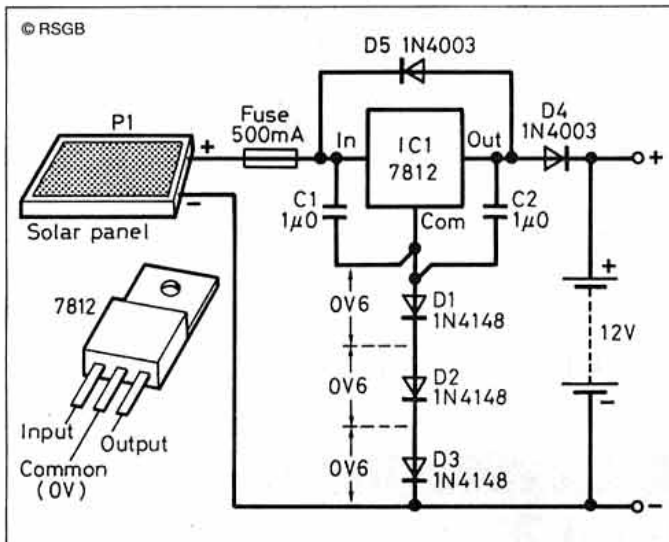 © RSGB
D5 1N4003
P1
Fuse
500mA
D4
1N4003
+
In
IC1
7812
Out
+
-
C1
1μ0
C2
1μ0
Com
Solar panel
7812
0V6
D1
1N4148
+
12V
0V6
D2
1N4148
-
Input
Output
Common
(0V)
0V6
D3
1N4148
-